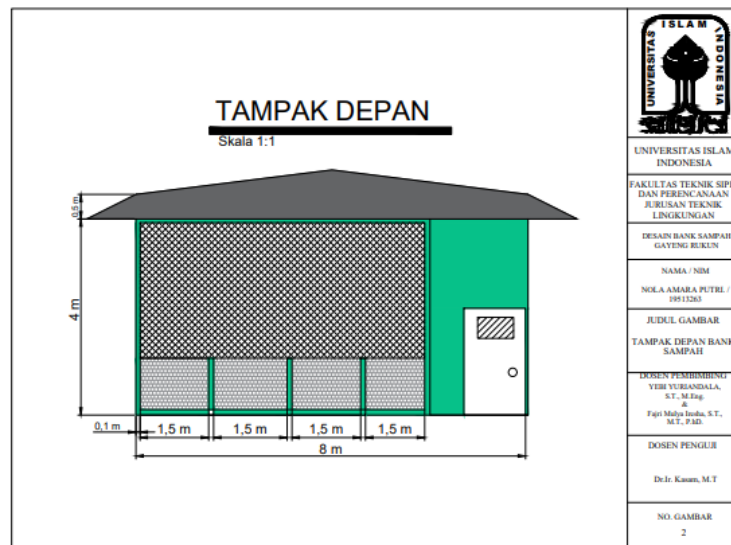 TAMPAK DEPAN
Skala 1:1
0,5 m
4 m
0,1 m
1,5 m
1,5 m
1,5 m
1,5 m
8 m
UNIVERSITAS ISLAM INDONESIA
UNIVERSITAS ISLAM
INDONESIA
FAKULTAS TEKNIK SIPIL
DAN PERENCANAAN
JURUSAN TEKNIK
LINGKUNGAN
DESAIN BANK SAMPAH
GAYENG RUKUN
NAMA / NIM
NOLA AMARA PUTRI. /
19513263
JUDUL GAMBAR
TAMPAK DEPAN BANK
SAMPAH
DOSEN PEMBIMBING
YEBI YURIANDALA,
S.T., M.Eng.
&
Fajri Mulya Iresha, S.T.,
M.T., P.hD.
DOSEN PENGUJI
Dr.Ir. Kasam, M.T
NO. GAMBAR
2